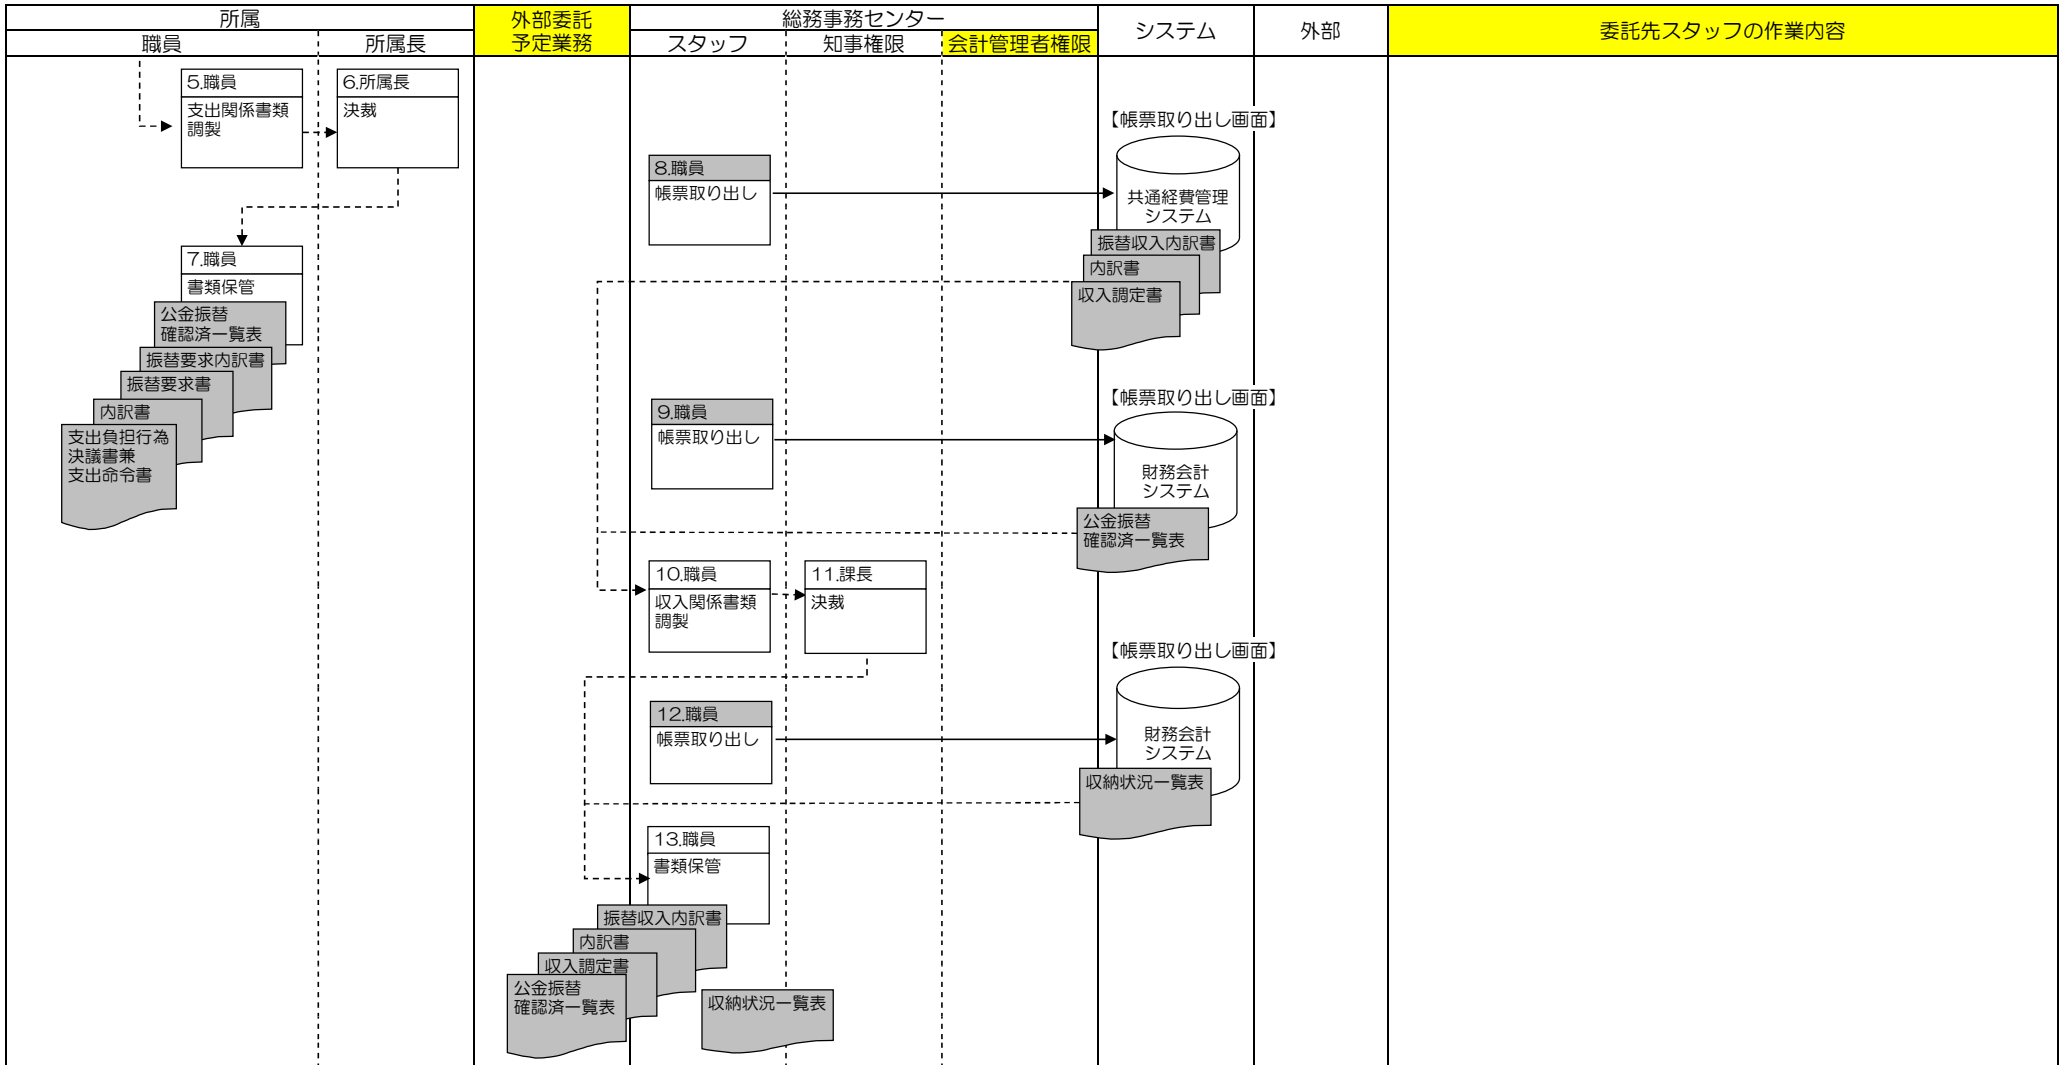 所属
職員
所属長
外部委託
予定業務
総務事務センター
スタッフ
知事権限
会計管理者権限
システム
外部
委託先スタッフの作業内容
5.職員
支出関係書類
調製
6.所属長
決裁
7.職員
書類保管
公金振替
確認済一覧表
振替要求内訳書
振替要求書
内訳書
支出負担行為
決議書兼
支出命令書
8.職員
帳票取り出し
【帳票取り出し画面】
共通経費管理
システム
振替収入内訳書
内訳書
収入調定書
9.職員
帳票取り出し
【帳票取り出し画面】
財務会計
システム
公金振替
確認済一覧表
10.職員
収入関係書類
調製
11.課長
決裁
12.職員
帳票取り出し
【帳票取り出し画面】
財務会計
システム
収納状況一覧表
13.職員
書類保管
振替収入内訳書
内訳書
収入調定書
公金振替
確認済一覧表
収納状況一覧表